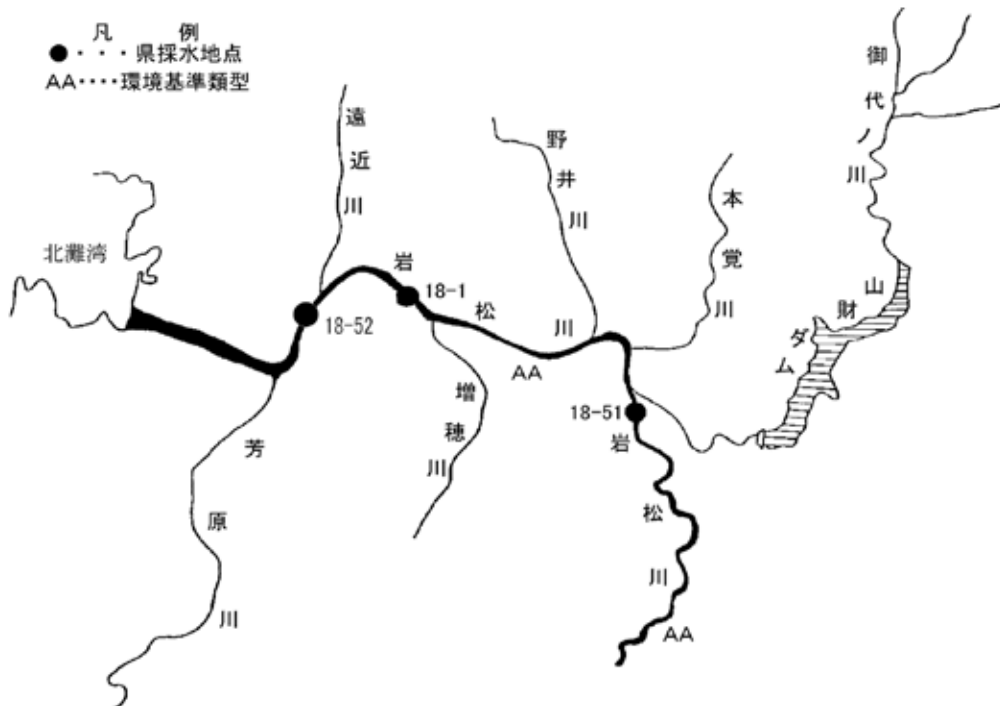 凡例
●・・・県採水地点
AA・・・・環境基準類型
御代ノ川
遠近川
野井川
本覚川
北灘湾
岩松川
18-1
18-52
山財ダム
AA
増穂川
18-51
芳原川
岩松川
AA